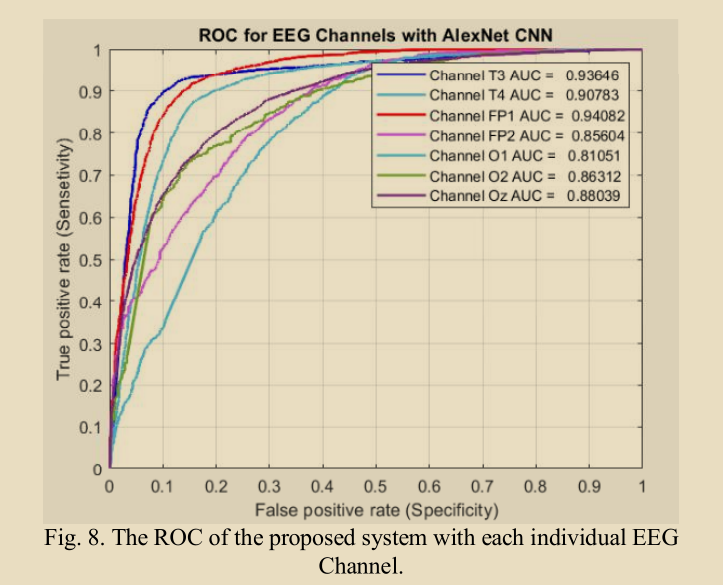 ROC for EEG Channels with AlexNet CNN
True positive rate (Sensetivity)
1
0.9
0.8
0.7
0.6
0.5
0.4
0.3
0.2
0.1
0
Channel T3 AUC = 0.93646
Channel T4 AUC = 0.90783
Channel FP1 AUC = 0.94082
Channel FP2 AUC = 0.85604
Channel O1 AUC = 0.81051
Channel O2 AUC = 0.86312
Channel Oz AUC = 0.88039
0 0.1 0.2 0.3 0.4 0.5 0.6 0.7 0.8 0.9 1
False positive rate (Specificity)
Fig. 8. The ROC of the proposed system with each individual EEG
Channel.